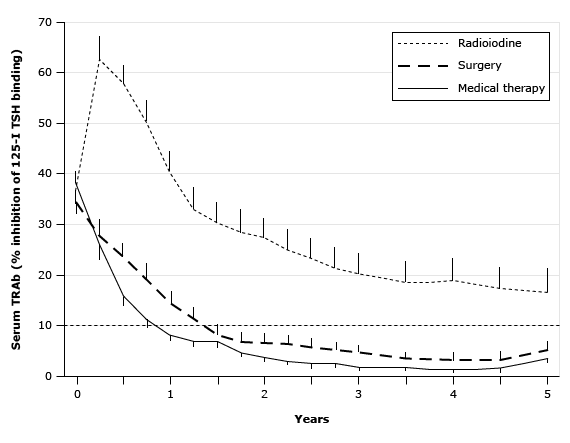 70
60
50
40
30
20
10
0
Serum TRAb (% inhibition of 125-I TSH binding)
Radioiodine
Surgery
Medical therapy
0 1 2 3 4 5
Years